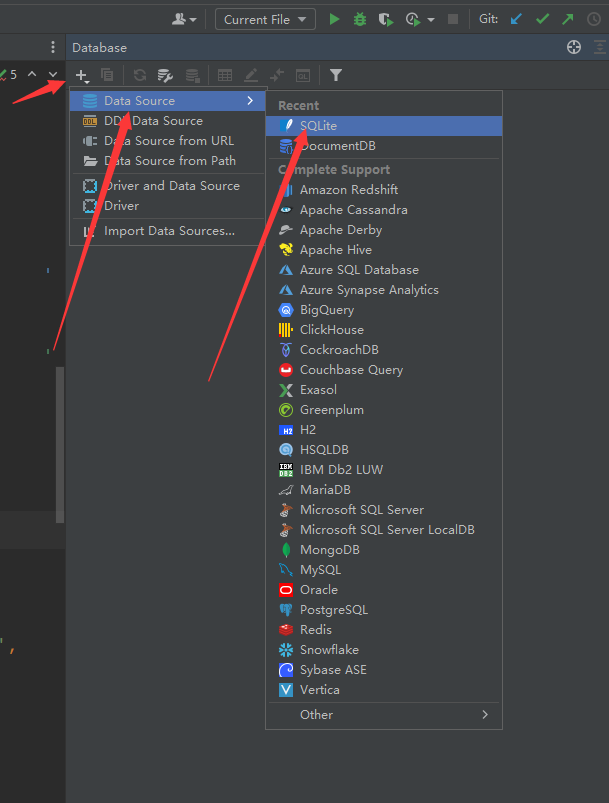 Current File
Git:
5
Database
Data Source
DDL Data Source
Data Source from URL
Data Source from Path
Driver and Data Source
Driver
Import Data Sources...
Recent
SQLite
DocumentDB
Complete Support
Amazon Redshift
Apache Cassandra
Apache Derby
Apache Hive
Azure SQL Database
Azure Synapse Analytics
BigQuery
ClickHouse
CockroachDB
Couchbase Query
Exasol
Greenplum
H2
H2
HSQLDB
IBM DB2
IBM Db2 LUW
MariaDB
Microsoft SQL Server
Microsoft SQL Server LocalDB
MongoDB
MySQL
Oracle
PostgreSQL
Redis
Snowflake
Sybase ASE
Vertica
Other
',